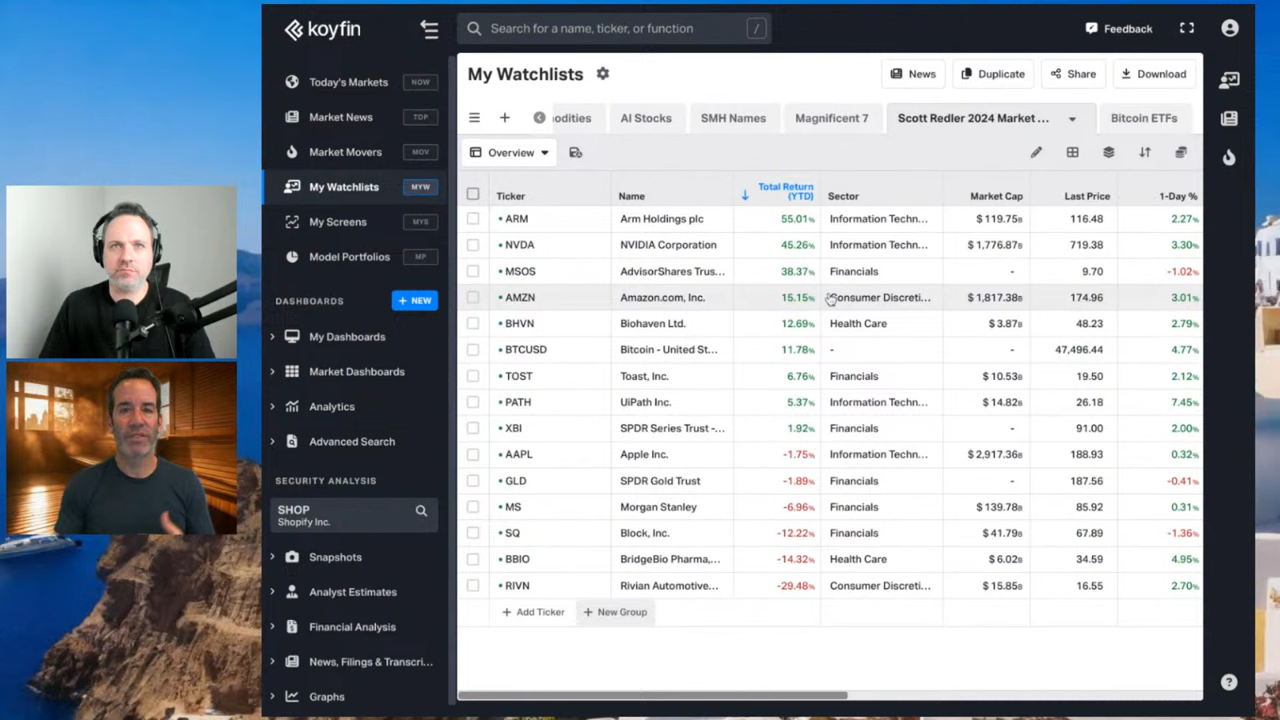 koyfin
Search for a name, ticker, or function /
Feedback
Today's Markets NOW
Market News TOP
Market Movers MOV
My Watchlists MYW
My Screens MYS
Model Portfolios MP
DASHBOARDS + NEW
My Dashboards
Market Dashboards
Analytics
Advanced Search
SECURITY ANALYSIS
SHOP
Shopify Inc.
Snapshots
Analyst Estimates
Financial Analysis
News, Filings & Transcri...
Graphs
My Watchlists
News Duplicate Share Download
odities AI Stocks SMH Names Magnificent 7 Scott Redler 2024 Market ... Bitcoin ETFs
Overview
Ticker Name Total Return (YTD) Sector Market Cap Last Price 1-Day %
ARM Arm Holdings plc 55.01% Information Techn... $ 119.75B 116.48 2.27%
NVDA NVIDIA Corporation 45.26% Information Techn... $ 1,776.87B 719.38 3.30%
MSOS AdvisorShares Trus... 38.37% Financials - 9.70 -1.02%
AMZN Amazon.com, Inc. 15.15% Consumer Discreti... $ 1,817.38B 174.96 3.01%
BHVN Biohaven Ltd. 12.69% Health Care $ 3.87B 48.23 2.79%
BTCUSD Bitcoin - United St... 11.78% - - 47,496.44 4.77%
TOST Toast, Inc. 6.76% Financials $ 10.53B 19.50 2.12%
PATH UiPath Inc. 5.37% Information Techn... $ 14.82B 26.18 7.45%
XBI SPDR Series Trust -... 1.92% Financials - 91.00 2.00%
AAPL Apple Inc. -1.75% Information Techn... $ 2,917.36B 188.93 0.32%
GLD SPDR Gold Trust -1.89% Financials - 187.56 -0.41%
MS Morgan Stanley -6.96% Financials $ 139.78B 85.92 0.31%
SQ Block, Inc. -12.22% Financials $ 41.79B 67.89 -1.36%
BBIO BridgeBio Pharma,... -14.32% Health Care $ 6.02B 34.59 4.95%
RIVN Rivian Automotive... -29.48% Consumer Discreti... $ 15.85B 16.55 2.70%
+ Add Ticker + New Group
?